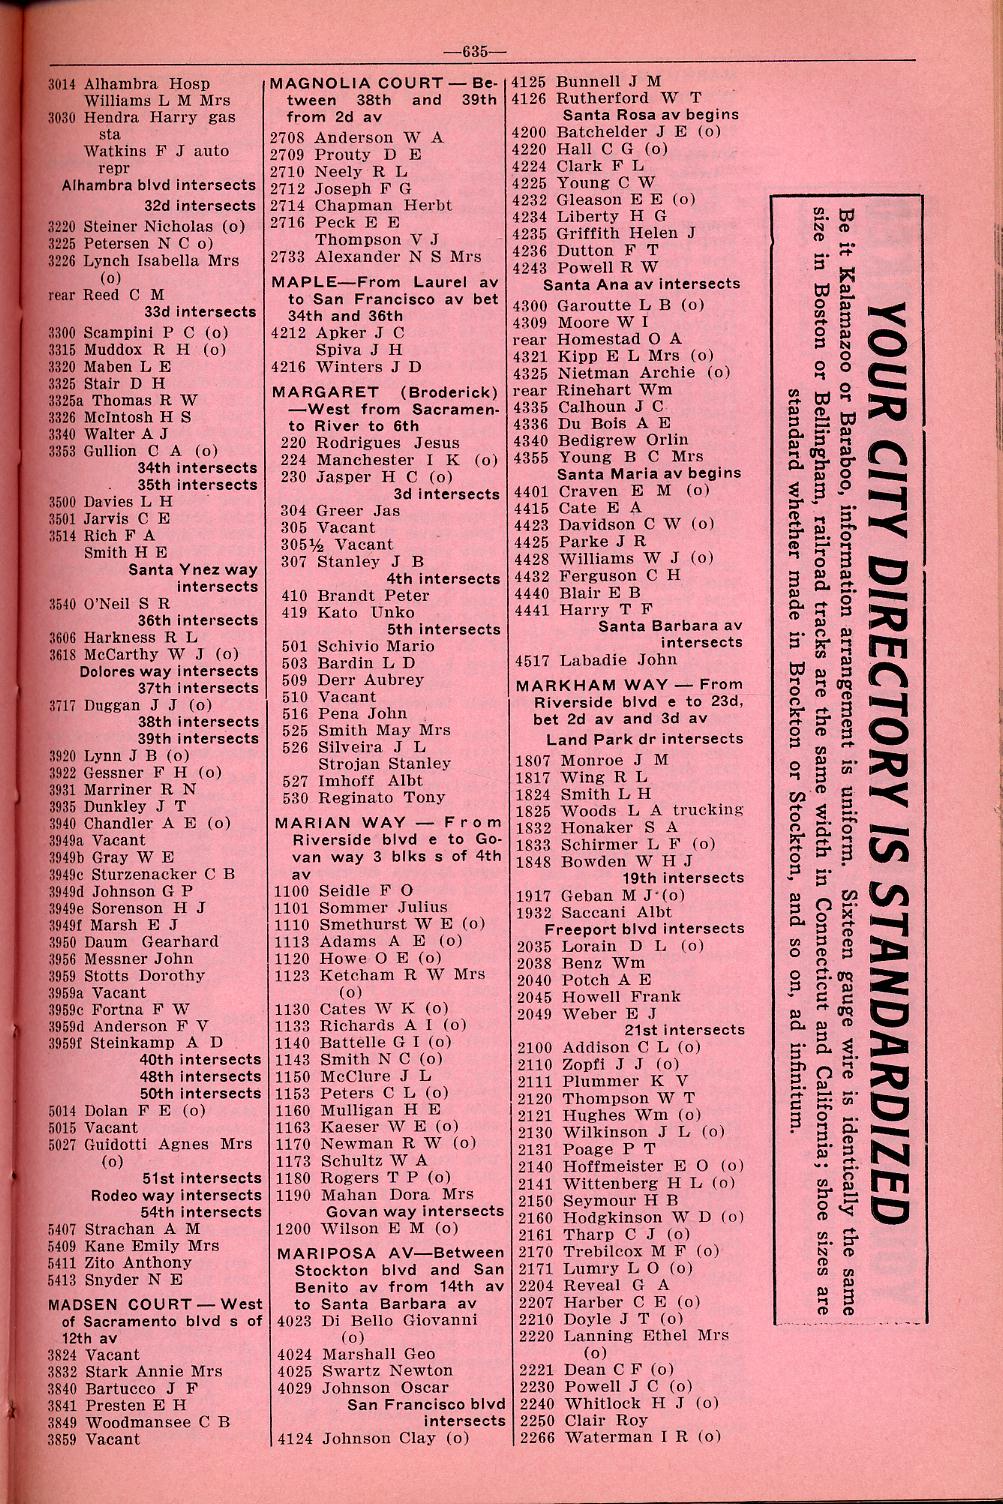 —635—
3014 Alhambra Hosp
Williams L M Mrs
3030 Hendra Harry gas
sta
Watkins F J auto
repr
Alhambra blvd intersects
32d intersects
3220 Steiner Nicholas (o)
3225 Petersen N C o)
3226 Lynch Isabella Mrs
(o)
rear Reed C M
33d intersects
3300 Scampini P C (o)
3315 Muddox R H (o)
3320 Maben L E
3325 Stair D H
3325a Thomas R W
3326 McIntosh H S
3340 Walter A J
3353 Gullion C A (o)
34th intersects
35th intersects
3500 Davies L H
3501 Jarvis C E
3514 Rich F A
Smith H E
Santa Ynez way
intersects
3540 O'Neil S R
36th intersects
3606 Harkness R L
3618 McCarthy W J (o)
Dolores way intersects
37th intersects
3717 Duggan J J (o)
38th intersects
39th intersects
3920 Lynn J B (o)
3922 Gessner F H (o)
3931 Marriner R N
3935 Dunkley J T
3940 Chandler A E (o)
3949a Vacant
3949b Gray W E
3949c Sturzenacker C B
3949d Johnson G P
3949e Sorenson H J
3949f Marsh E J
3950 Daum Gearhard
3956 Messner John
3959 Stotts Dorothy
3959a Vacant
3959c Fortna F W
3959d Anderson F V
3959f Steinkamp A D
40th intersects
48th intersects
50th intersects
5014 Dolan F E (o)
5015 Vacant
5027 Guidotti Agnes Mrs
(o)
51st intersects
Rodeo way intersects
54th intersects
5407 Strachan A M
5409 Kane Emily Mrs
5411 Zito Anthony
5413 Snyder N E
MADSEN COURT — West
of Sacramento blvd s of
12th av
3824 Vacant
3832 Stark Annie Mrs
3840 Bartucco J F
3841 Presten E H
3849 Woodmansee C B
3859 Vacant
MAGNOLIA COURT — Be-
tween 38th and 39th
from 2d av
2708 Anderson W A
2709 Prouty D E
2710 Neely R L
2712 Joseph F G
2714 Chapman Herbt
2716 Peck E E
Thompson V J
2733 Alexander N S Mrs
MAPLE—From Laurel av
to San Francisco av bet
34th and 36th
4212 Apker J C
Spiva J H
4216 Winters J D
MARGARET (Broderick)
—West from Sacramen-
to River to 6th
220 Rodrigues Jesus
224 Manchester I K (o)
230 Jasper H C (o)
3d intersects
304 Greer Jas
305 Vacant
305½ Vacant
307 Stanley J B
4th intersects
410 Brandt Peter
419 Kato Unko
5th intersects
501 Schivio Mario
503 Bardin L D
509 Derr Aubrey
510 Vacant
516 Pena John
525 Smith May Mrs
526 Silveira J L
Strojan Stanley
527 Imhoff Albt
530 Reginato Tony
MARIAN WAY — From
Riverside blvd e to Go-
van way 3 blks s of 4th
av
1100 Seidle F O
1101 Sommer Julius
1110 Smethurst W E (o)
1113 Adams A E (o)
1120 Howe O E (o)
1123 Ketcham R W Mrs
(o)
1130 Cates W K (o)
1133 Richards A I (o)
1140 Battelle G I (o)
1143 Smith N C (o)
1150 McClure J L
1153 Peters C L (o)
1160 Mulligan H E
1163 Kaeser W E (o)
1170 Newman R W (o)
1173 Schultz W A
1180 Rogers T P (o)
1190 Mahan Dora Mrs
Govan way intersects
1200 Wilson E M (o)
MARIPOSA AV—Between
Stockton blvd and San
Benito av from 14th av
to Santa Barbara av
4023 Di Bello Giovanni
(o)
4024 Marshall Geo
4025 Swartz Newton
4029 Johnson Oscar
San Francisco blvd
intersects
4124 Johnson Clay (o)
4125 Bunnell J M
4126 Rutherford W T
Santa Rosa av begins
4200 Batchelder J E (o)
4220 Hall C G (o)
4224 Clark F L
4225 Young C W
4232 Gleason E E (o)
4234 Liberty H G
4235 Griffith Helen J
4236 Dutton F T
4243 Powell R W
Santa Ana av intersects
4300 Garoutte L B (o)
4309 Moore W I
rear Homestad O A
4321 Kipp E L Mrs (o)
4325 Nietman Archie (o)
rear Rinehart Wm
4335 Calhoun J C
4336 Du Bois A E
4340 Bedigrew Orlin
4355 Young B C Mrs
Santa Maria av begins
4401 Craven E M (o)
4415 Cate E A
4423 Davidson C W (o)
4425 Parke J R
4428 Williams W J (o)
4432 Ferguson C H
4440 Blair E B
4441 Harry T F
Santa Barbara av
intersects
4517 Labadie John
MARKHAM WAY — From
Riverside blvd e to 23d,
bet 2d av and 3d av
Land Park dr intersects
1807 Monroe J M
1817 Wing R L
1824 Smith L H
1825 Woods L A trucking
1832 Honaker S A
1833 Schirmer L F (o)
1848 Bowden W H J
19th intersects
1917 Geban M J (o)
1932 Saccani Albt
Freeport blvd intersects
2035 Lorain D L (o)
2038 Benz Wm
2040 Potch A E
2045 Howell Frank
2049 Weber E J
21st intersects
2100 Addison C L (o)
2110 Zopfi J J (o)
2111 Plummer K V
2120 Thompson W T
2121 Hughes Wm (o)
2130 Wilkinson J L (o)
2131 Poage P T
2140 Hoffmeister E O (o)
2141 Wittenberg H L (o)
2150 Seymour H B
2160 Hodgkinson W D (o)
2161 Tharp C J (o)
2170 Trebilcox M F (o)
2171 Lumry L O (o)
2204 Reveal G A
2207 Harber C E (o)
2210 Doyle J T (o)
2220 Lanning Ethel Mrs
(o)
2221 Dean C F (o)
2230 Powell J C (o)
2240 Whitlock H J (o)
2250 Clair Roy
2266 Waterman I R (o)
YOUR CITY DIRECTORY IS STANDARDIZED
Be it Kalamazoo or Baraboo, information arrangement is uniform. Sixteen gauge wire is identically the same
size in Boston or Bellingham, railroad tracks are the same width in Connecticut and California; shoe sizes are
standard whether made in Brockton or Stockton, and so on, ad infinitum.